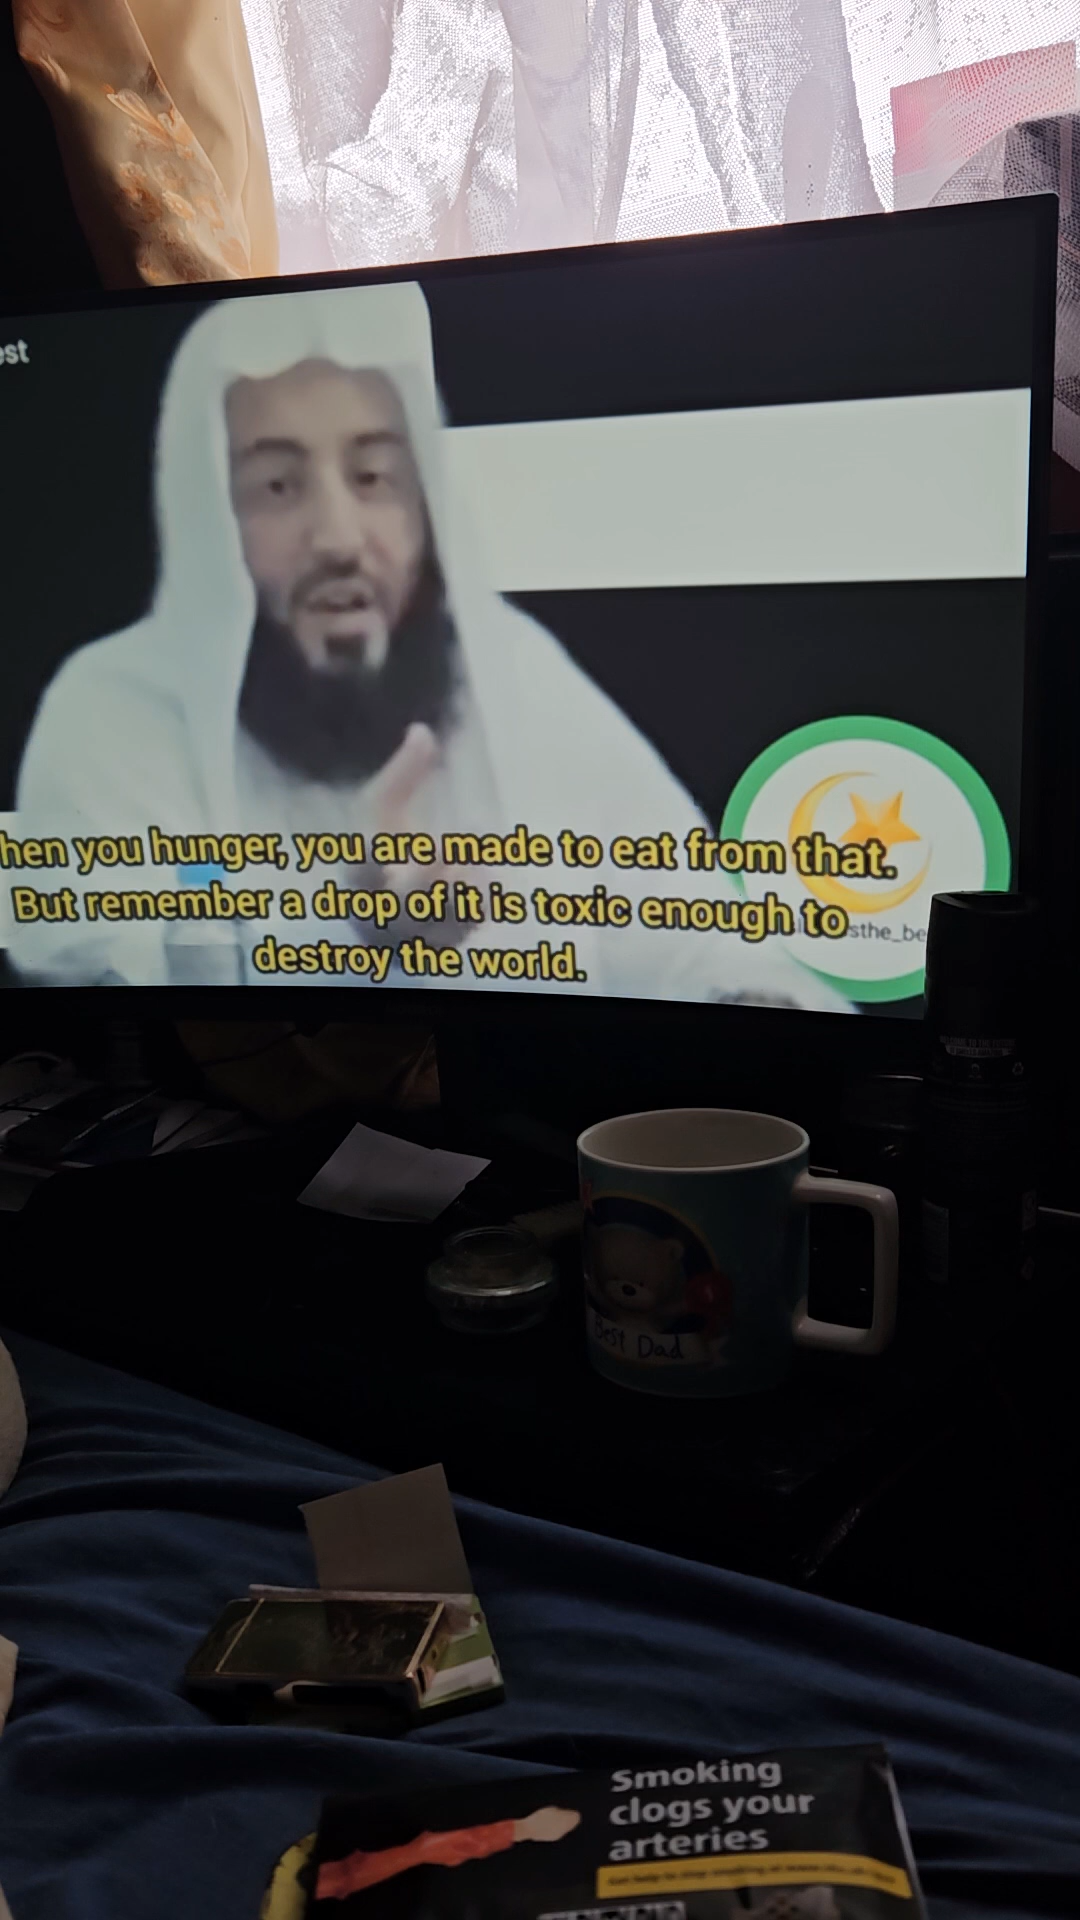 est
hen you hunger, you are made to eat from that.
But remember a drop of it is toxic enough to
destroy the world.
sthe_be
Best Dad
Smoking
clogs your
arteries